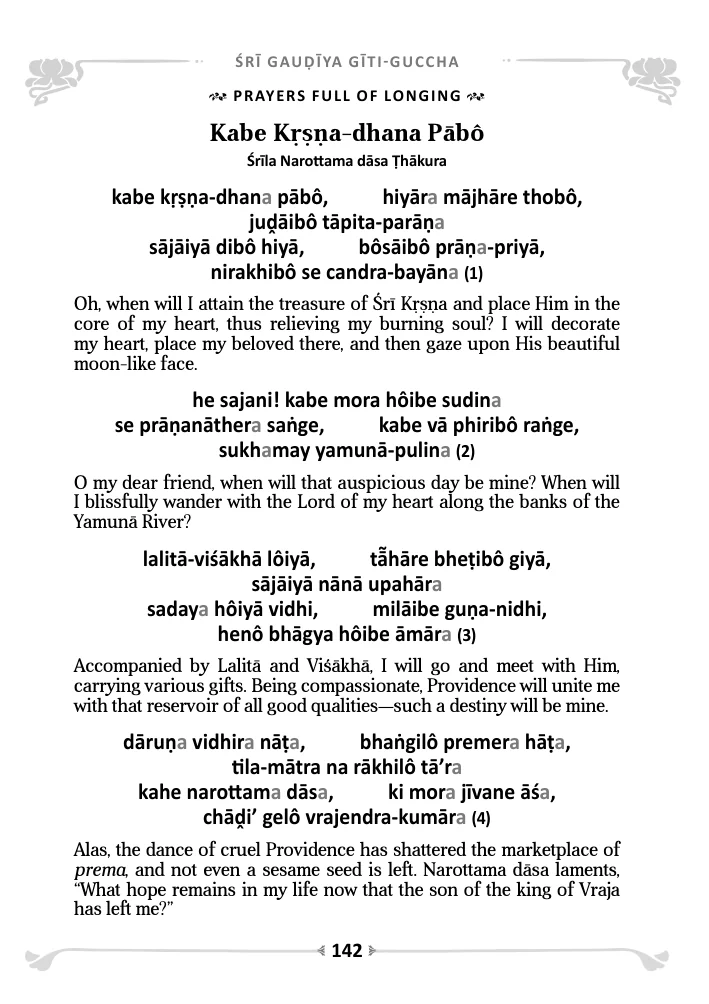 ŚRĪ GAUḌĪYA GĪTI-GUCCHA
PRAYERS FULL OF LONGING
Kabe Kṛṣṇa-dhana Pābô
Śrīla Narottama dāsa Ṭhākura
kabe kṛṣṇa-dhana pābô, hiyāra mājhāre thobô,
juḓāibô tāpita-parāṇa
sājāiyā dibô hiyā, bôsāibô prāṇa-priyā,
nirakhibô se candra-bayāna (1)
Oh, when will I attain the treasure of Śrī Kṛṣṇa and place Him in the
core of my heart, thus relieving my burning soul? I will decorate
my heart, place my beloved there, and then gaze upon His beautiful
moon-like face.
he sajani! kabe mora hôibe sudina
se prāṇanāthera saṅge, kabe vā phiribô raṅge,
sukhamay yamunā-pulina (2)
O my dear friend, when will that auspicious day be mine? When will
I blissfully wander with the Lord of my heart along the banks of the
Yamunā River?
lalitā-viśākhā lôiyā, tā̃hāre bheṭibô giyā,
sājāiyā nānā upahāra
sadaya hôiyā vidhi, milāibe guṇa-nidhi,
henô bhāgya hôibe āmāra (3)
Accompanied by Lalitā and Viśākhā, I will go and meet with Him,
carrying various gifts. Being compassionate, Providence will unite me
with that reservoir of all good qualities—such a destiny will be mine.
dāruṇa vidhira nāṭa, bhaṅgilô premera hāṭa,
tila-mātra na rākhilô tā’ra
kahe narottama dāsa, ki mora jīvane āśa,
chāḓi’ gelô vrajendra-kumāra (4)
Alas, the dance of cruel Providence has shattered the marketplace of
prema, and not even a sesame seed is left. Narottama dāsa laments,
“What hope remains in my life now that the son of the king of Vraja
has left me?”
142